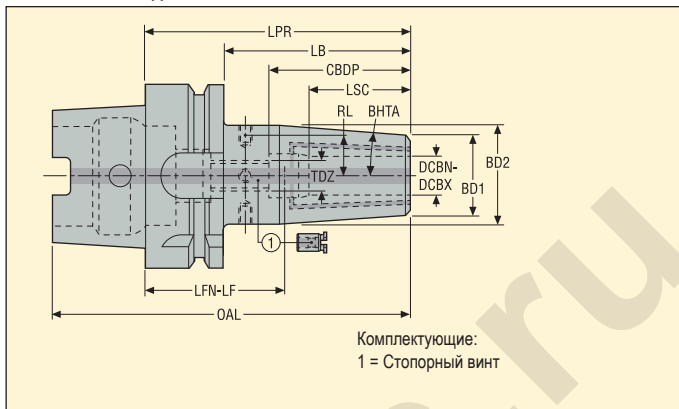 LPR
LB
CBDP
LSC
RL
BHTA
TDZ
DCBN-
DCBX
BD1
BD2
1
LFN-LF
OAL
Комплектующие:
1 = Стопорный винт